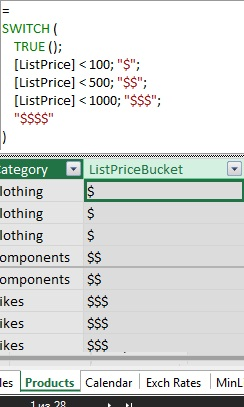 =
SWITCH (
TRUE ();
[ListPrice] < 100; "$";
[ListPrice] < 500; "$$";
[ListPrice] < 1000; "$$$";
"$$$$"
)
ategory ListPriceBucket
lothing $
lothing $
lothing $
omponents $$
omponents $$
ikes $$$
ikes $$$
ikes $$$
les Products Calendar Exch Rates MinL
1 из 28